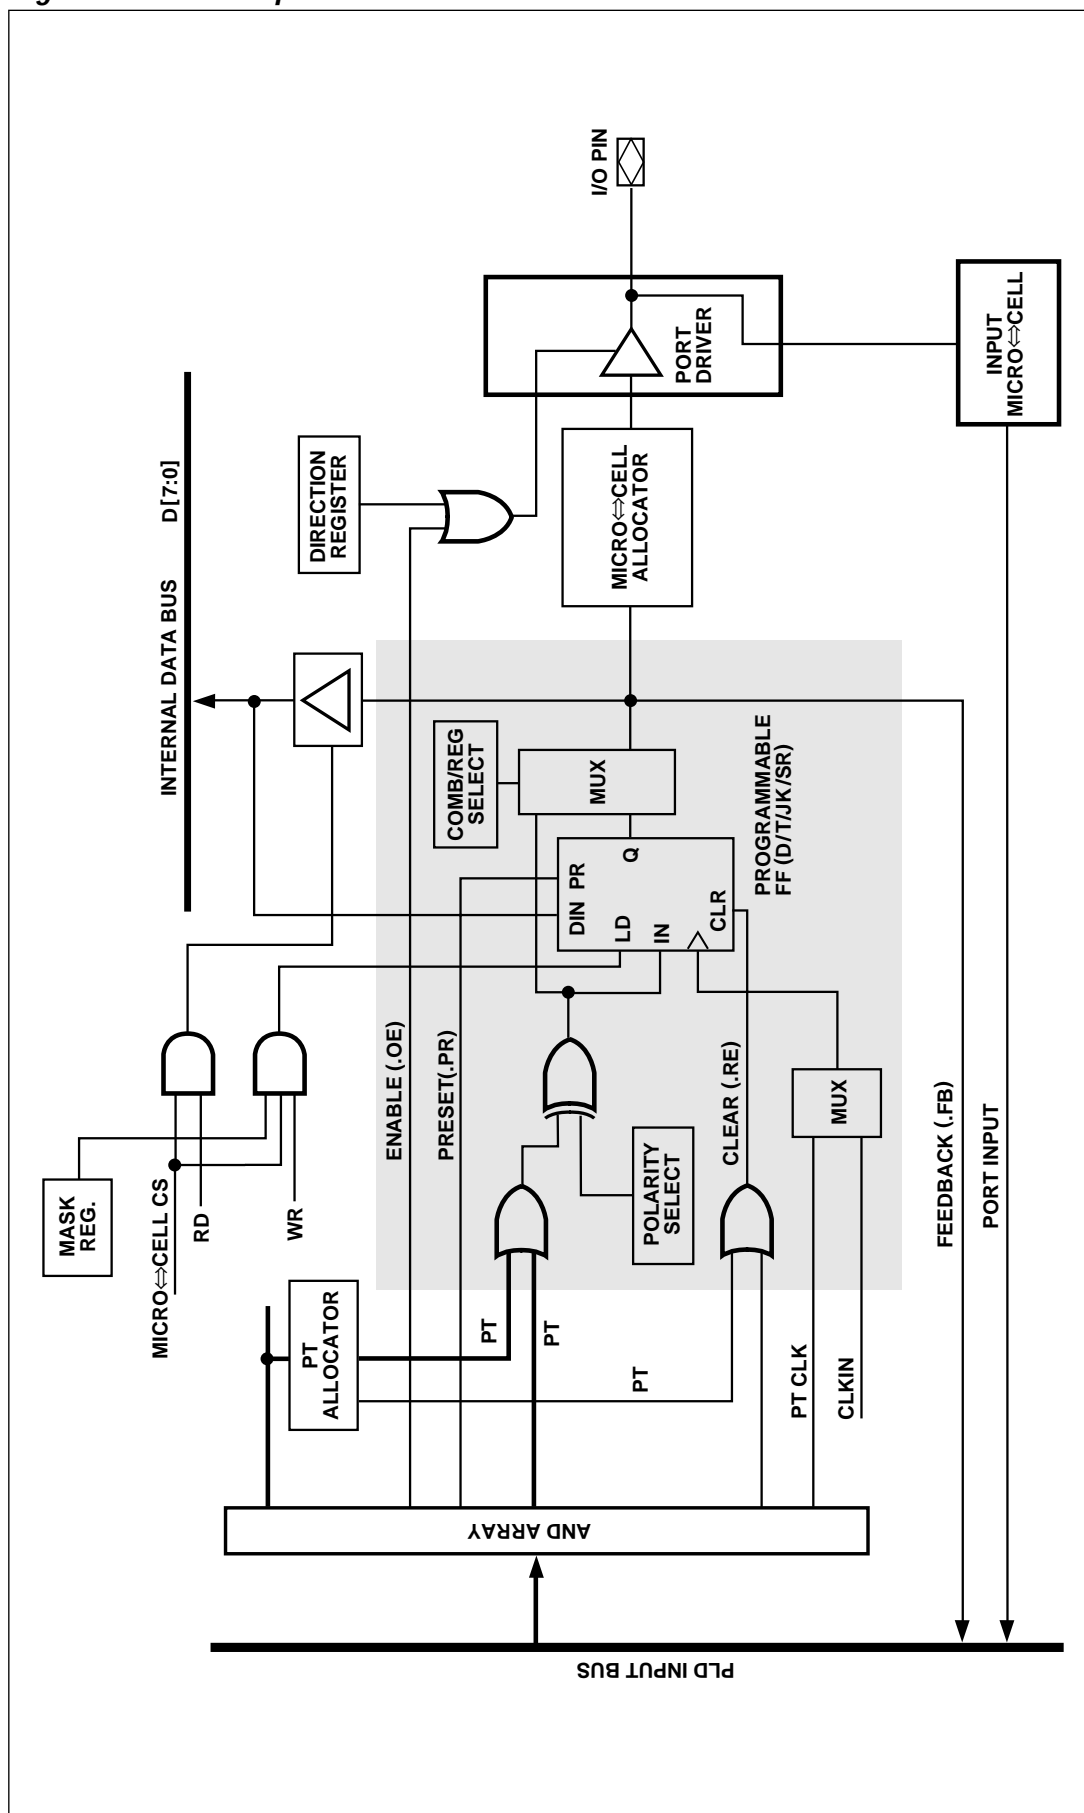 MASK
REG.
MICRO⇔CELL CS
RD
WR
INTERNAL DATA BUS D[7:0]
DIRECTION
REGISTER
PT
ALLOCATOR
ENABLE (.OE)
PRESET(.PR)
COMB/REG
SELECT
PT
PT
PT
DIN PR
LD
IN
Q
CLR
MUX
PROGRAMMABLE
FF (D/T/JK/SR)
POLARITY
SELECT
CLEAR (.RE)
MUX
PT CLK
CLKIN
MICRO⇔CELL
ALLOCATOR
PORT
DRIVER
I/O PIN
INPUT
MICRO⇔CELL
FEEDBACK (.FB)
PORT INPUT
AND ARRAY
PLD INPUT BUS